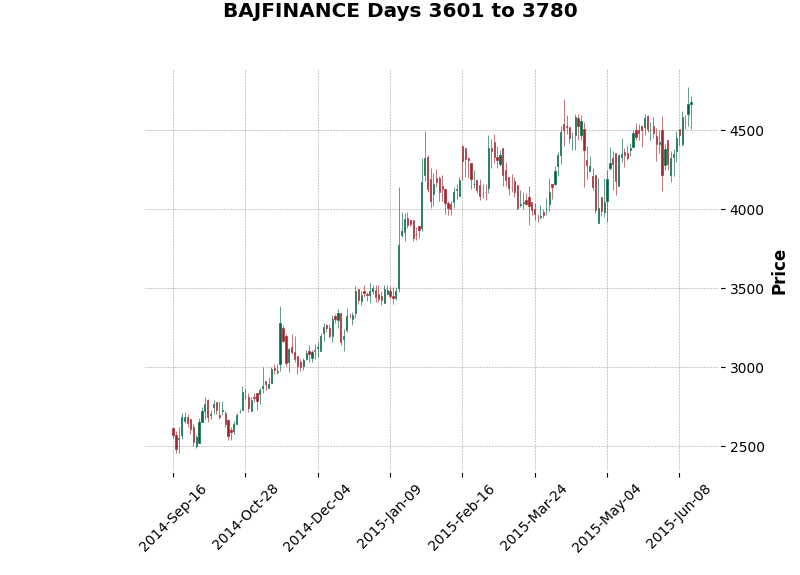 BAJFINANCE Days 3601 to 3780
4500
4000
3500
3000
2500
Price
2014-Sep-16
2014-Oct-28
2014-Dec-04
2015-Jan-09
2015-Feb-16
2015-Mar-24
2015-May-04
2015-Jun-08